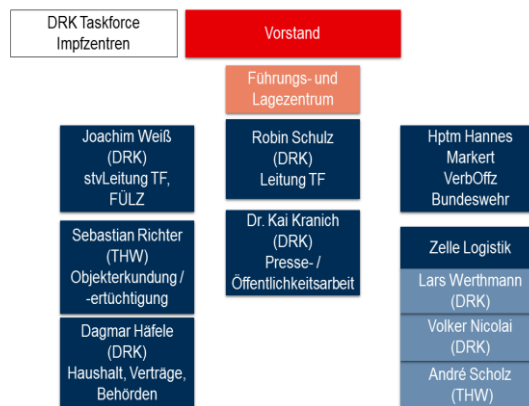 DRK Taskforce
Impfzentren
Vorstand
Führungs- und
Lagezentrum
Joachim Weiß
(DRK)
stvLeitung TF,
FÜLZ
Robin Schulz
(DRK)
Leitung TF
Hptm Hannes
Markert
VerbOffz
Bundeswehr
Sebastian Richter
(THW)
Objekterkundung /
-ertüchtigung
Dr. Kai Kranich
(DRK)
Presse- /
Öffentlichkeitsarbeit
Zelle Logistik
Lars Werthmann
(DRK)
Dagmar Häfele
(DRK)
Haushalt, Verträge,
Behörden
Volker Nicolai
(DRK)
André Scholz
(THW)